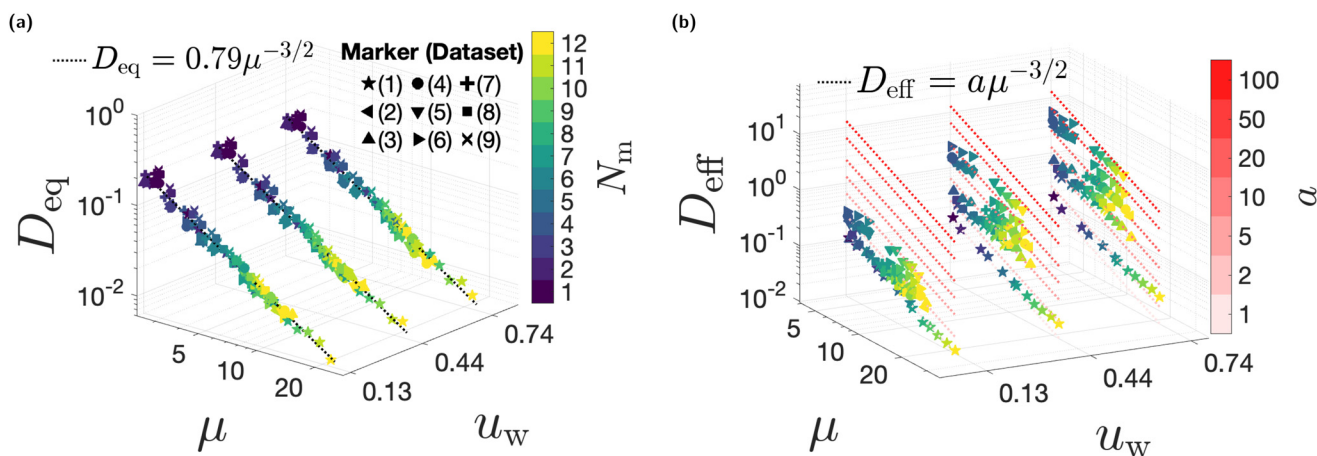 (a)
D_eq = 0.79μ^{-3/2}
Marker (Dataset)
★(1) ●(4) +(7)
◀(2) ▼(5) ■(8)
▲(3) ▶(6) ×(9)
D_eq
10^0
10^{-1}
10^{-2}
5
10
20
μ
0.13
0.44
0.74
u_w
12
11
10
9
8
7
6
5
4
3
2
1
N_m
(b)
D_eff = aμ^{-3/2}
D_eff
10^1
10^0
10^{-1}
10^{-2}
5
10
20
μ
0.13
0.44
0.74
u_w
100
50
20
10
5
2
1
a